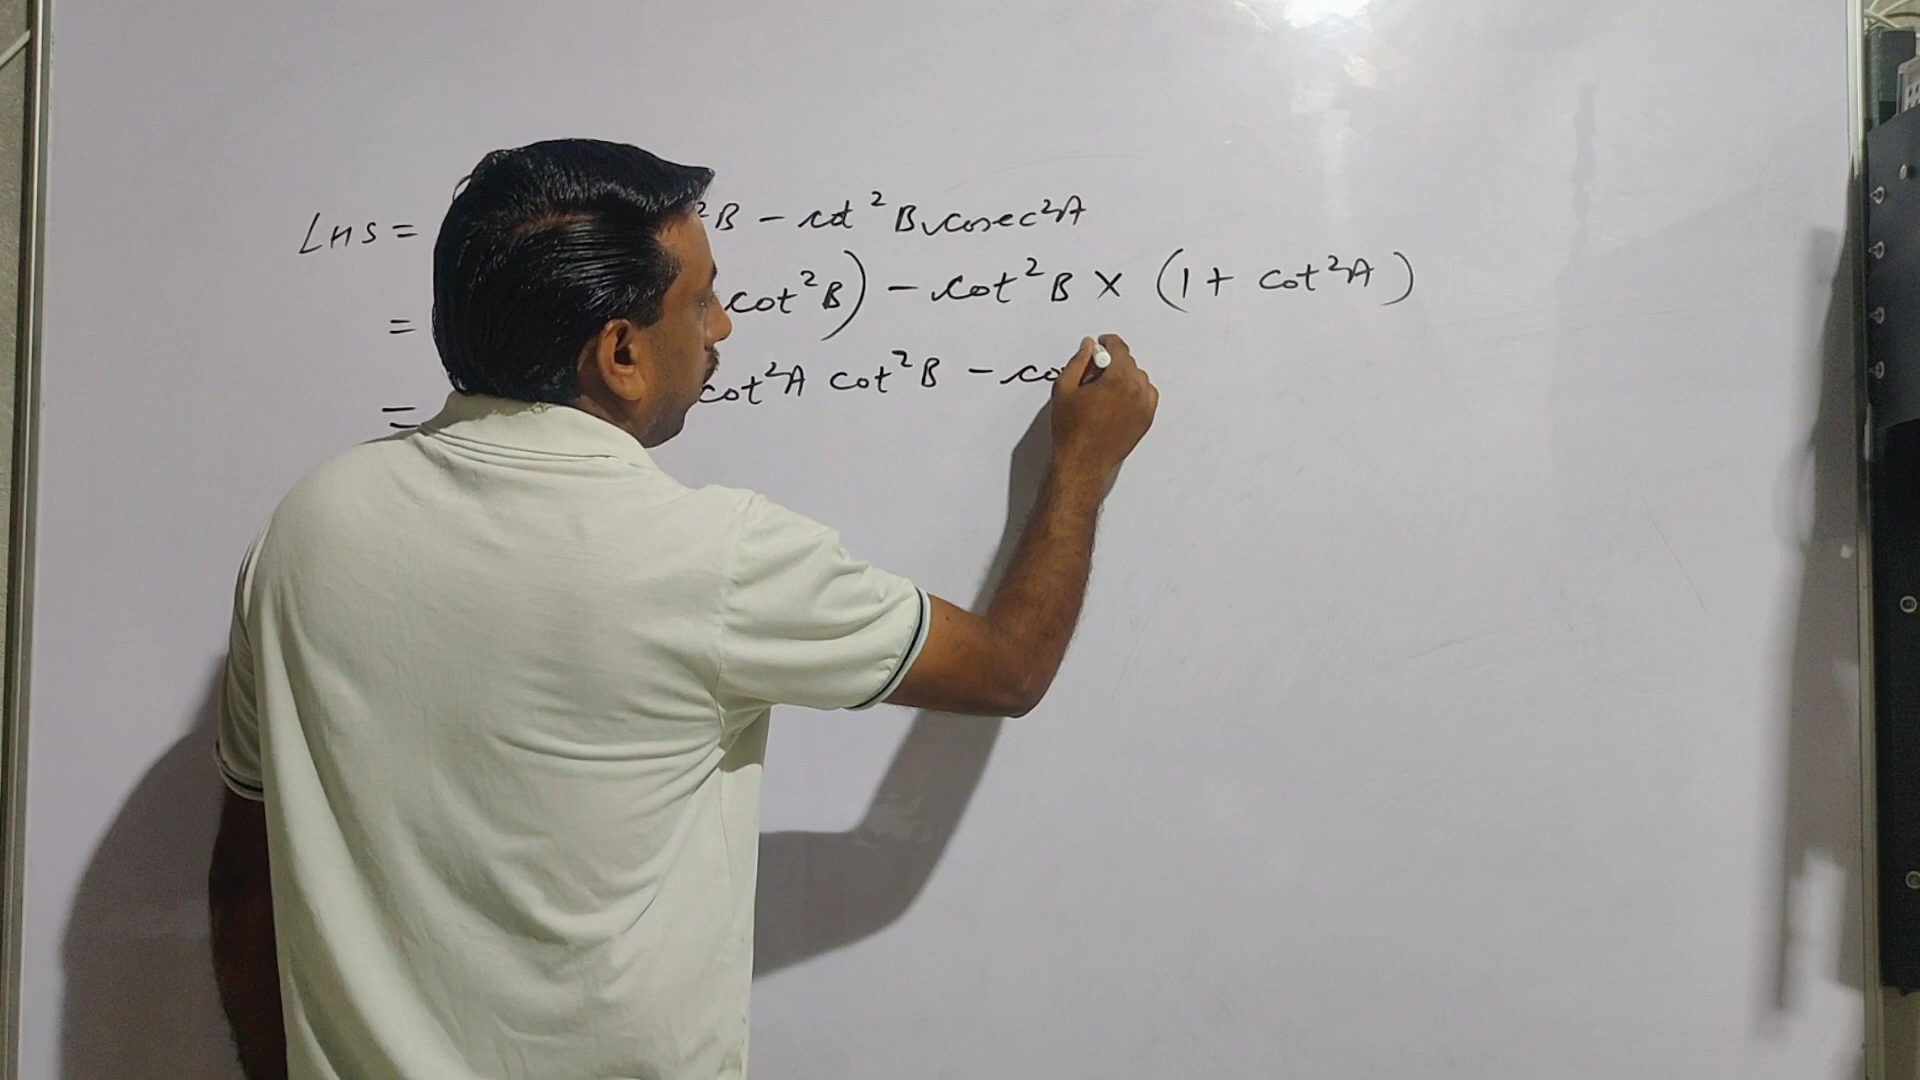 LHS = ²B - cot²B cosec²A
= cot²B) - cot²B × (1 + cot²A)
= cot²A cot²B - co